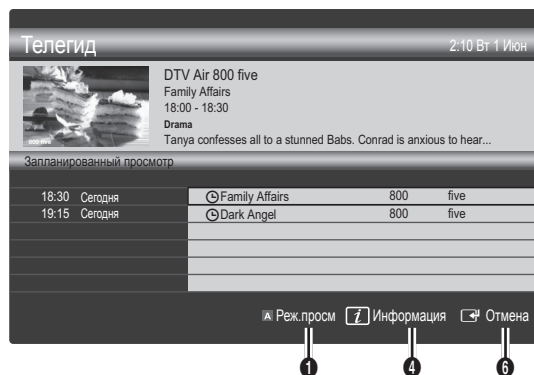 Телегид 2:10 Вт 1 Июн
DTV Air 800 five
Family Affairs
18:00 - 18:30
Drama
Tanya confesses all to a stunned Babs. Conrad is anxious to hear...
800 five
Запланированный просмотр
18:30 Сегодня Family Affairs 800 five
19:15 Сегодня Dark Angel 800 five
A Реж.просм i Информация Отмена
1 4 6